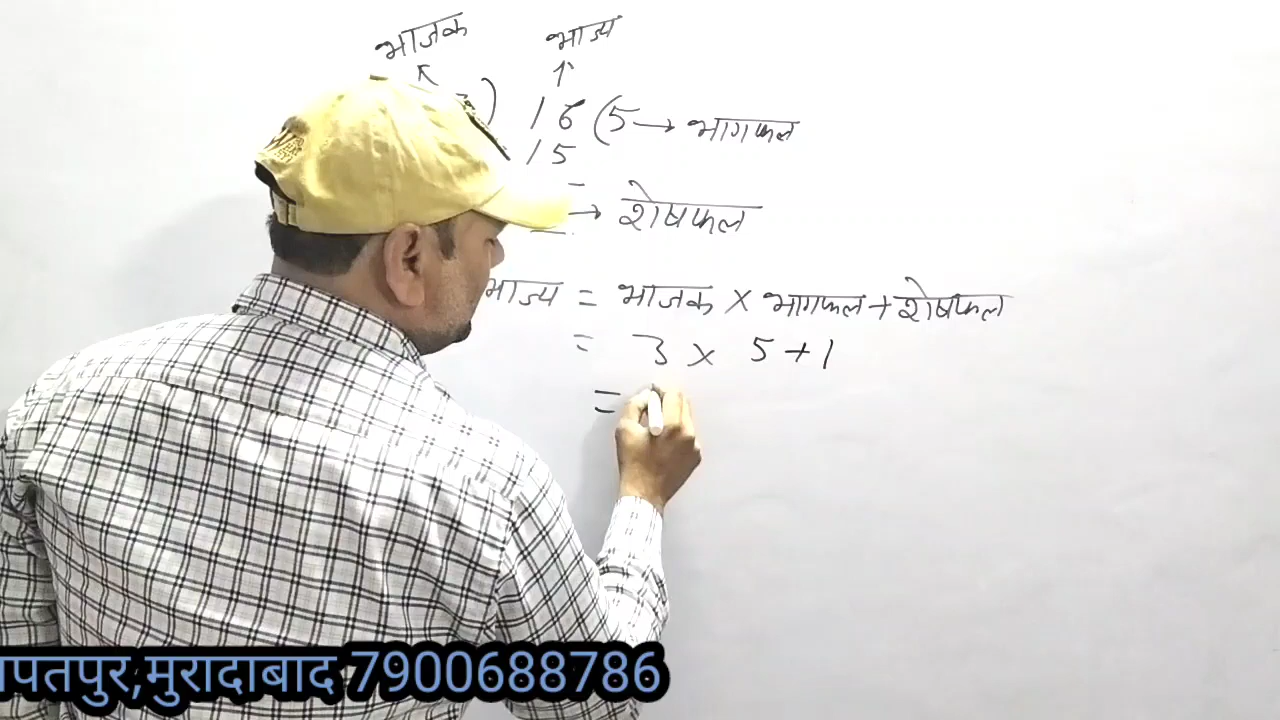 भाजक भाज्य
) 16 (5 → भागफल
15
→ शेषफल
भाज्य = भाजक × भागफल + शेषफल
= 3 × 5 + 1
=
पतपुर,मुरादाबाद 7900688786